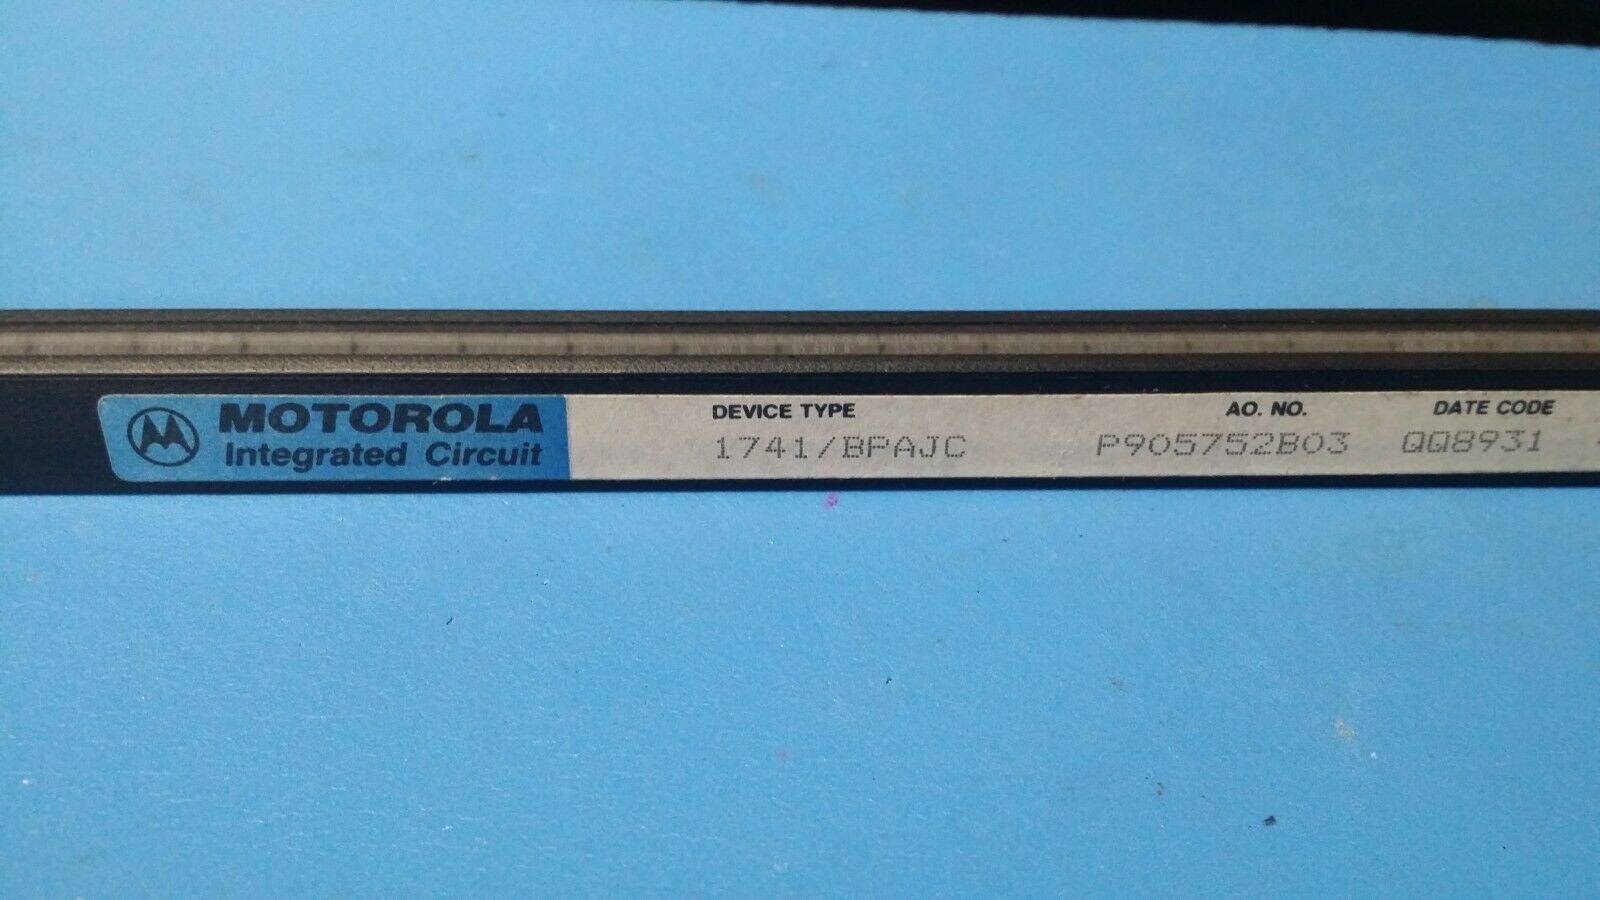 MOTOROLA
Integrated Circuit
DEVICE TYPE AO. NO. DATE CODE
1741/BPAJC P905752B03 QQ8931